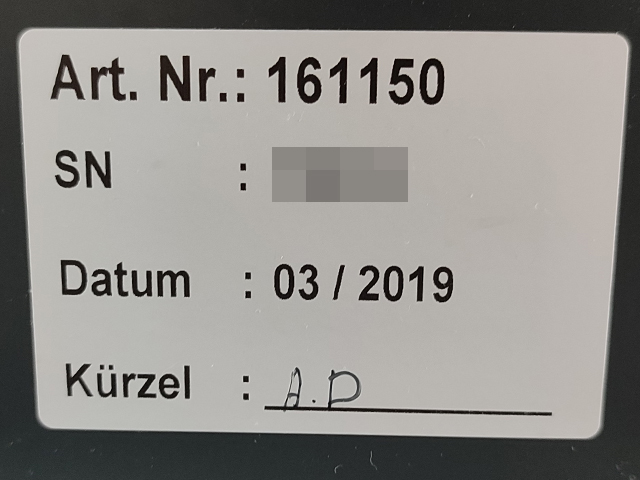 Art. Nr.: 161150
SN :
Datum : 03 / 2019
Kürzel : A.D